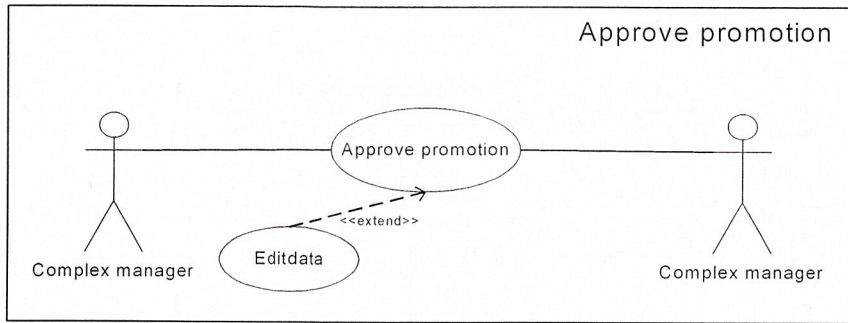 Approve promotion
Approve promotion
<<extend>>
Editdata
Complex manager
Complex manager